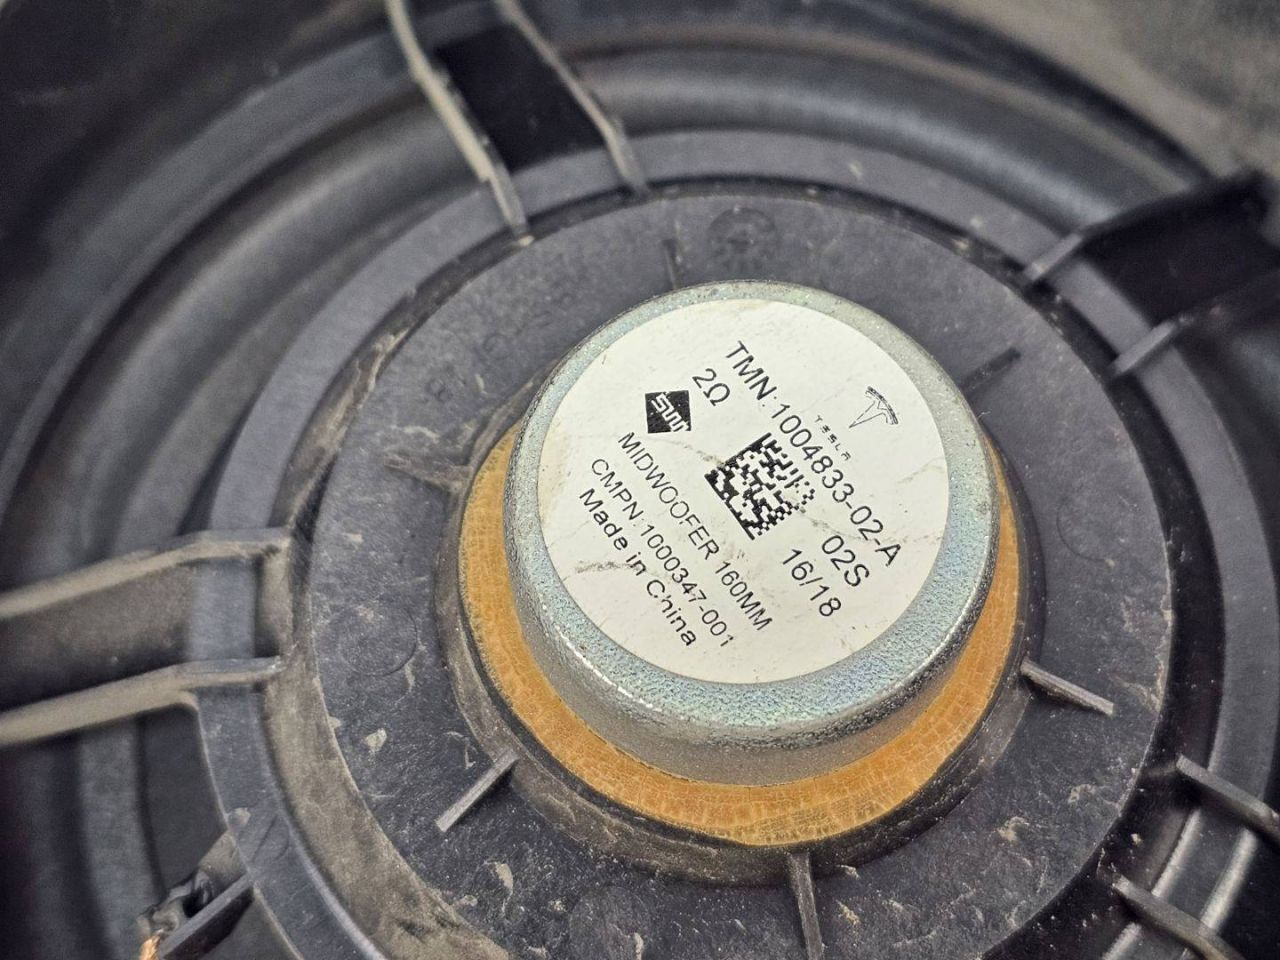 TESLA
TMN:1004833-02-A
2Ω
02S
16/18
MIDWOOFER 160MM
CMPN:1000347-001
Made in China